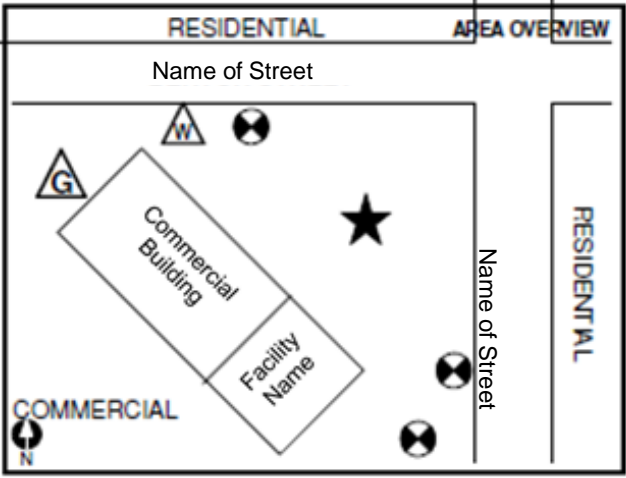 RESIDENTIAL
AREA OVERVIEW
Name of Street
W
G
Commercial
Building
RESIDENTIAL
Name of Street
Facility
Name
COMMERCIAL
N